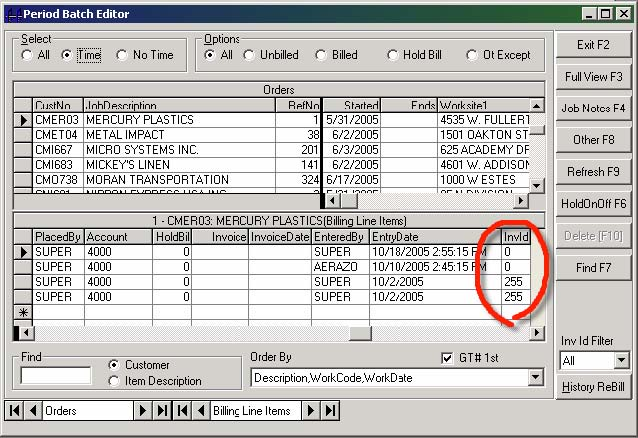 Period Batch Editor
Select
All Time No Time
Options
All Unbilled Billed Hold Bill Ot Except
Exit F2
Full View F3
Job Notes F4
Other F8
Refresh F9
HoldOnOff F6
Delete [F10]
Find F7
Orders
CustNo JobDescription RefNo Started Ends Worksite1
CMER03 MERCURY PLASTICS 1 5/31/2005 4535 W. FULLERT
CMET04 METAL IMPACT 38 6/2/2005 1501 OAKTON ST
CMI667 MICRO SYSTEMS INC. 201 6/3/2005 625 ACADEMY DR
CMI683 MICKEY'S LINEN 141 6/2/2005 4601 W. ADDISON
CMO738 MORAN TRANSPORTATION 324 6/17/2005 1000 W ESTES
1 - CMER03: MERCURY PLASTICS(Billing Line Items)
PlacedBy Account HoldBil Invoice InvoiceDate EnteredBy EntryDate InvId
SUPER 4000 0 SUPER 10/18/2005 2:55:15 PM 0
SUPER 4000 0 AERAZO 10/10/2005 2:45:15 PM 0
SUPER 4000 0 SUPER 10/2/2005 255
SUPER 4000 0 SUPER 10/2/2005 255
Find
Customer
Item Description
Order By
GT# 1st
Description,WorkCode,WorkDate
Inv Id Filter
All
History ReBill
Orders
Billing Line Items